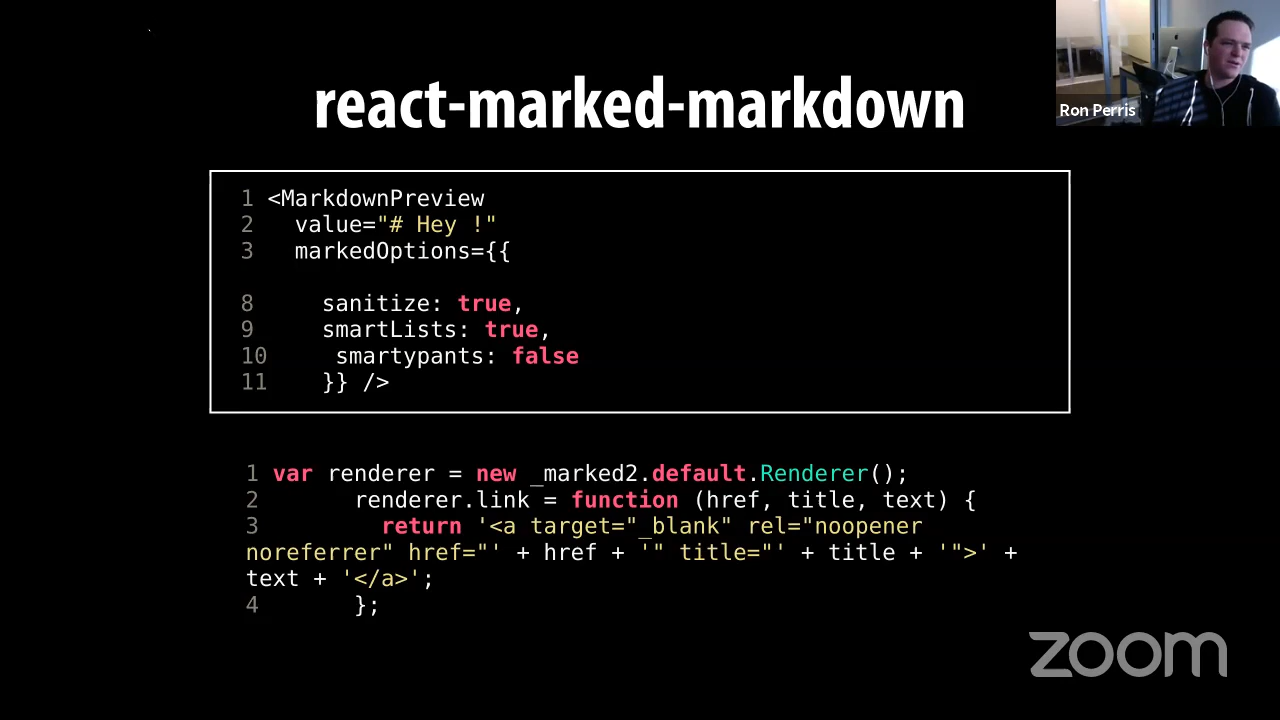 react-marked-markdown
Ron Perris
1 <MarkdownPreview
2   value="# Hey !"
3   markedOptions={{
8     sanitize: true,
9     smartLists: true,
10     smartypants: false
11    }} />
1 var renderer = new _marked2.default.Renderer();
2       renderer.link = function (href, title, text) {
3         return '<a target="_blank" rel="noopener
noreferrer" href="' + href + '" title="' + title + '">' +
text + '</a>';
4       };
zoom